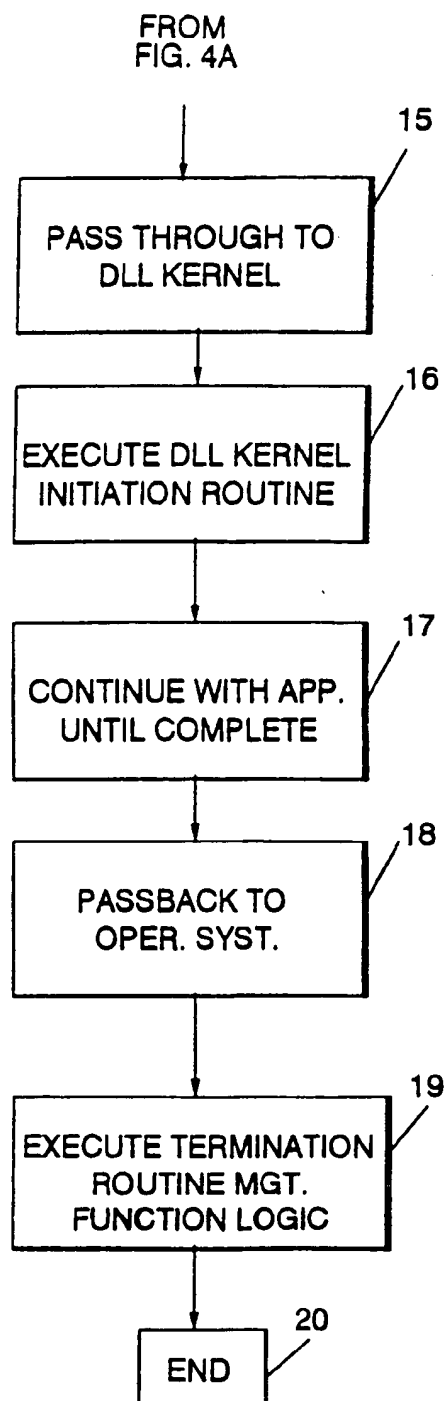 FROM
FIG. 4A
15
PASS THROUGH TO
DLL KERNEL
16
EXECUTE DLL KERNEL
INITIATION ROUTINE
17
CONTINUE WITH APP.
UNTIL COMPLETE
18
PASSBACK TO
OPER. SYST.
19
EXECUTE TERMINATION
ROUTINE MGT.
FUNCTION LOGIC
20
END